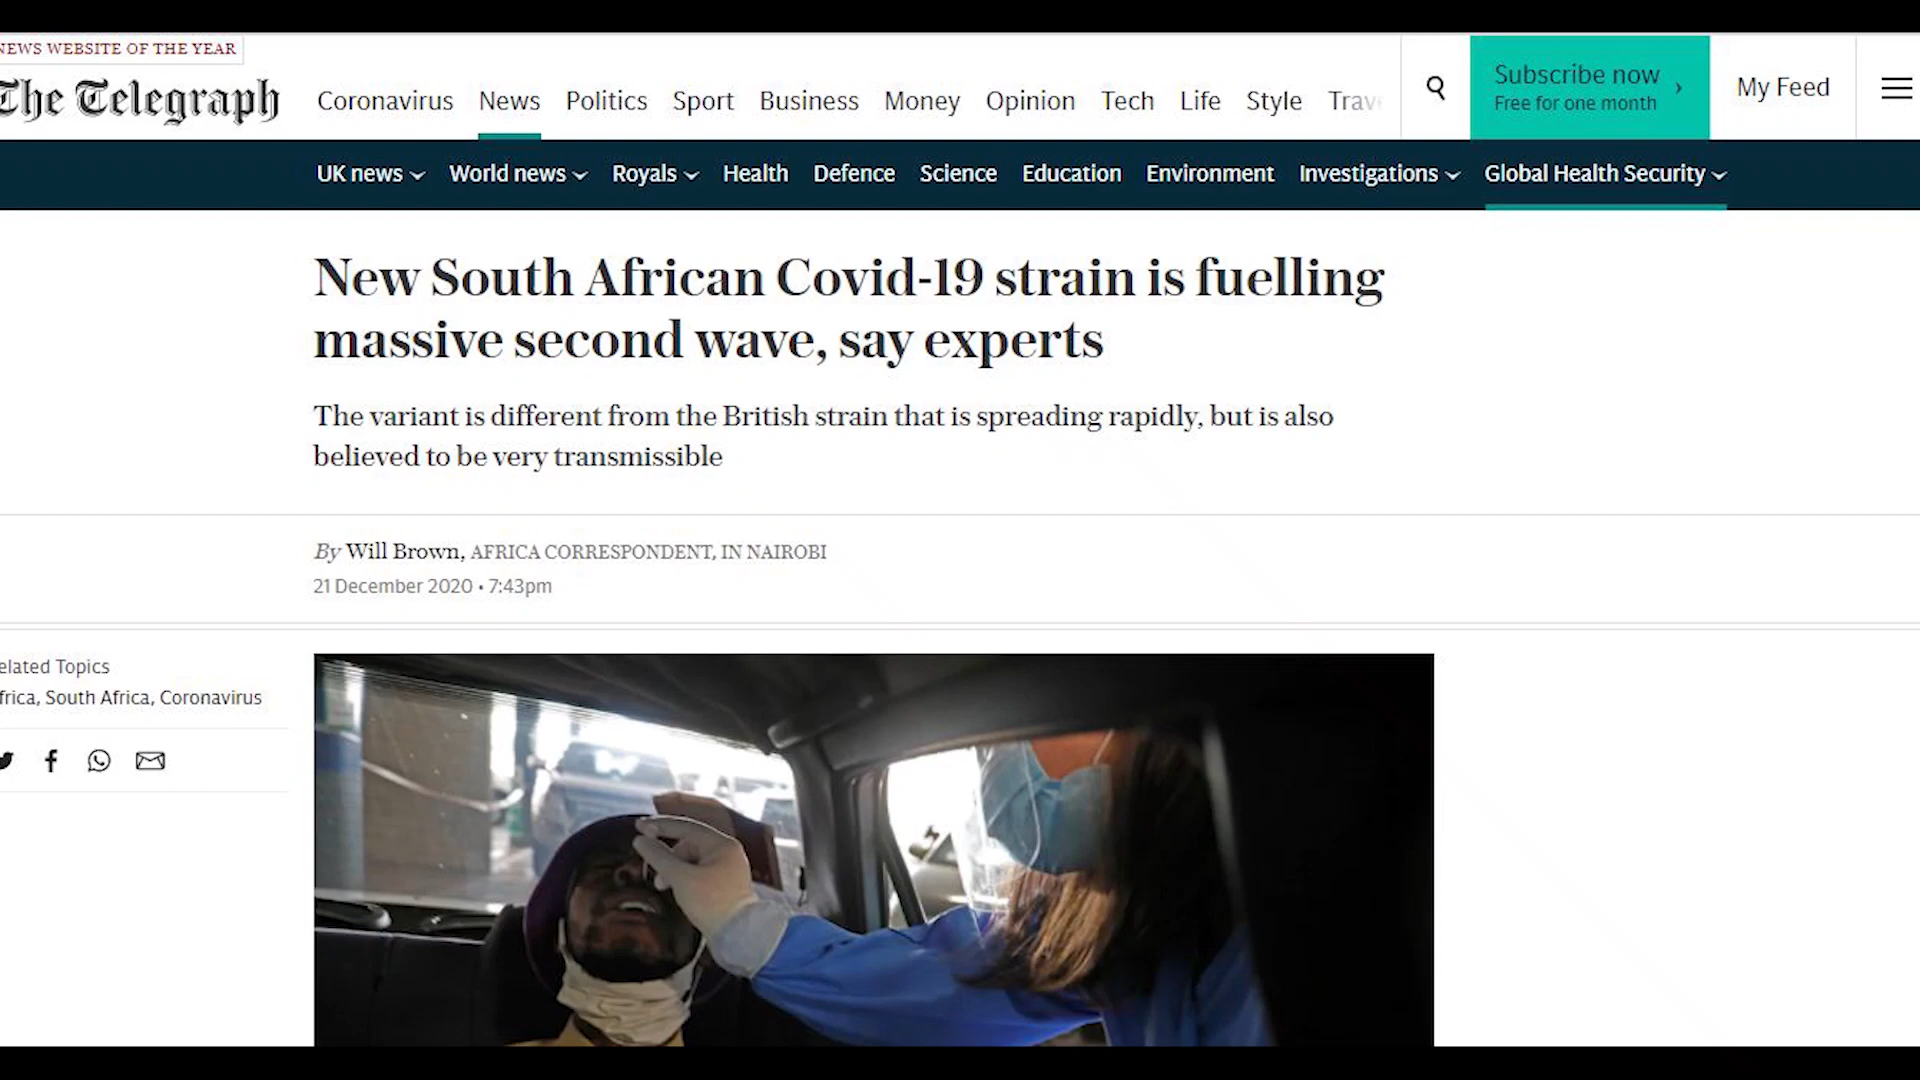 NEWS WEBSITE OF THE YEAR
The Telegraph
Coronavirus News Politics Sport Business Money Opinion Tech Life Style Trav
Subscribe now
Free for one month
My Feed
UK news World news Royals Health Defence Science Education Environment Investigations Global Health Security
New South African Covid-19 strain is fuelling
massive second wave, say experts
The variant is different from the British strain that is spreading rapidly, but is also
believed to be very transmissible
By Will Brown, AFRICA CORRESPONDENT, IN NAIROBI
21 December 2020 • 7:43pm
elated Topics
frica, South Africa, Coronavirus